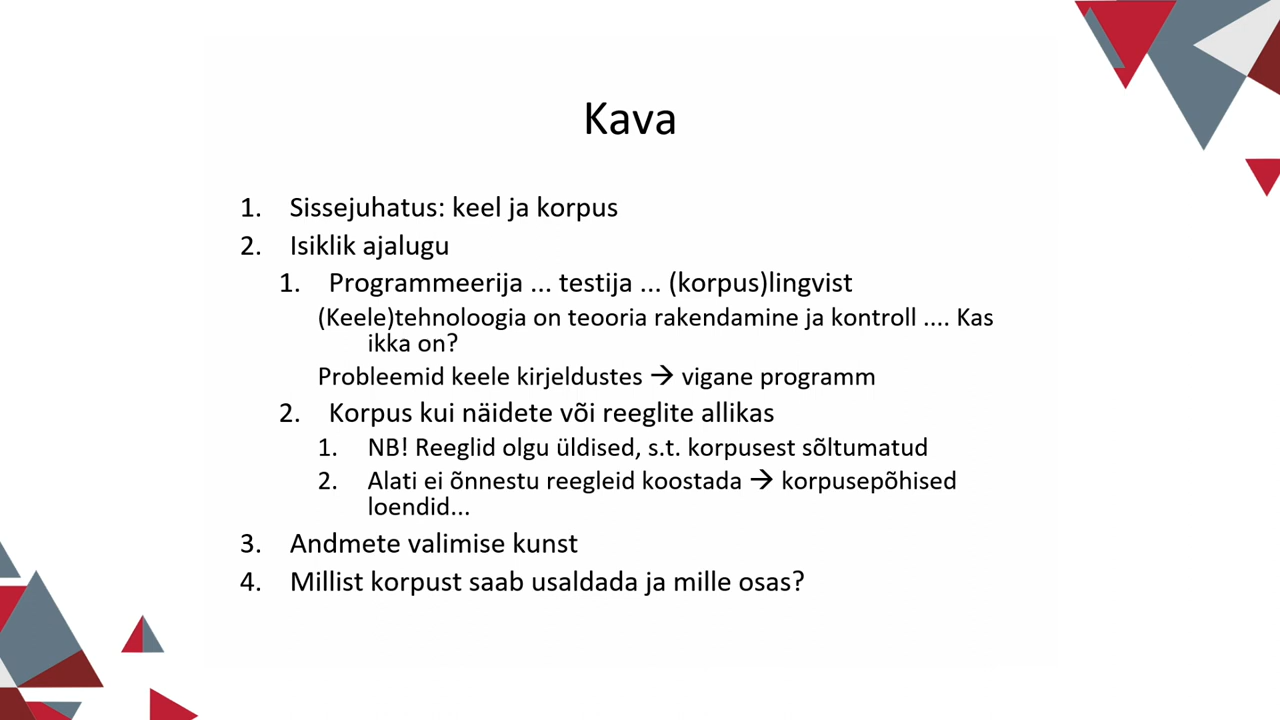 Kava
1. Sissejuhatus: keel ja korpus
2. Isiklik ajalugu
1. Programmeerija ... testija ... (korpus)lingvist
(Keele)tehnoloogia on teooria rakendamine ja kontroll .... Kas
ikka on?
Probleemid keele kirjeldustes → vigane programm
2. Korpus kui näidete või reeglite allikas
1. NB! Reeglid olgu üldised, s.t. korpusest sõltumatud
2. Alati ei õnnestu reegleid koostada → korpusepõhised
loendid...
3. Andmete valimise kunst
4. Millist korpust saab usaldada ja mille osas?